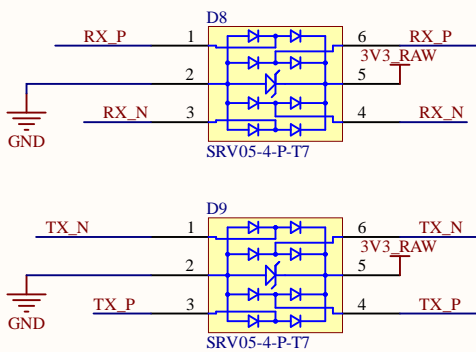 D8
RX_P 1 6 RX_P
3V3_RAW
2 5
RX_N 3 4 RX_N
GND
SRV05-4-P-T7
D9
TX_N 1 6 TX_N
3V3_RAW
2 5
TX_P 3 4 TX_P
GND
SRV05-4-P-T7